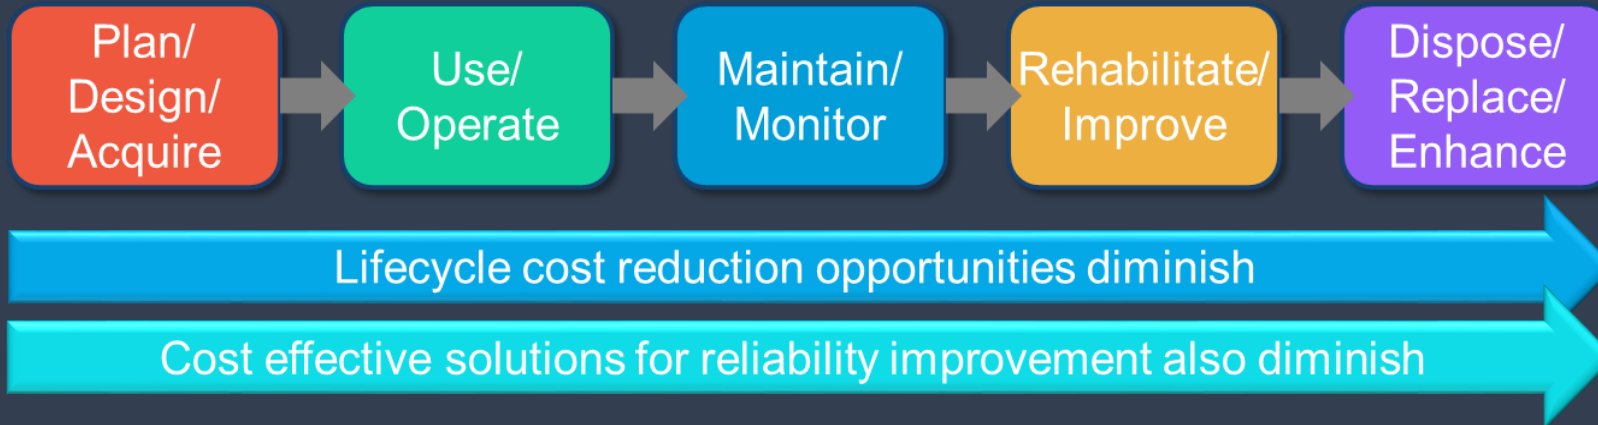 Plan/
Design/
Acquire
Use/
Operate
Maintain/
Monitor
Rehabilitate/
Improve
Dispose/
Replace/
Enhance
Lifecycle cost reduction opportunities diminish
Cost effective solutions for reliability improvement also diminish